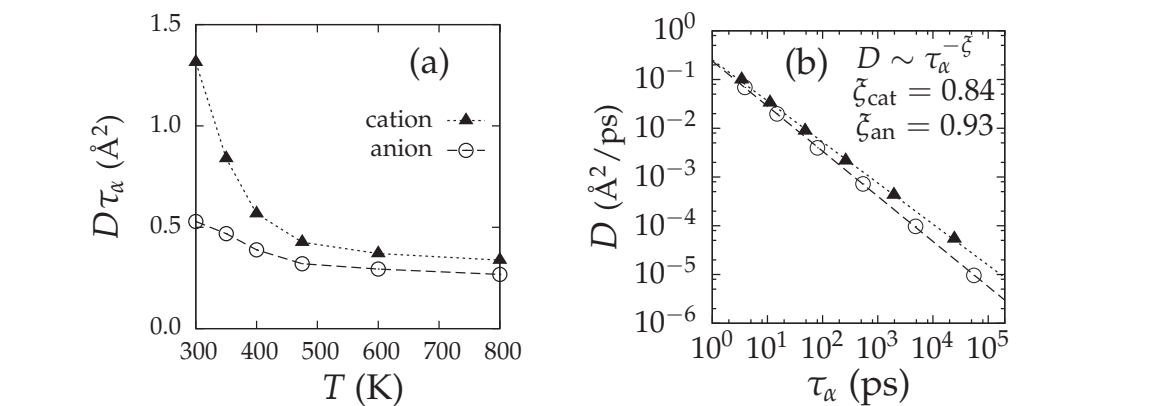 1.5
1.0
0.5
0.0
300 400 500 600 700 800
T (K)
Dτα (Å²)
(a)
cation
anion
10⁰
10⁻¹
10⁻²
10⁻³
10⁻⁴
10⁻⁵
10⁻⁶
10⁰ 10¹ 10² 10³ 10⁴ 10⁵
τα (ps)
D (Å²/ps)
(b)
D ∼ τα^−ξ
ξcat = 0.84
ξan = 0.93